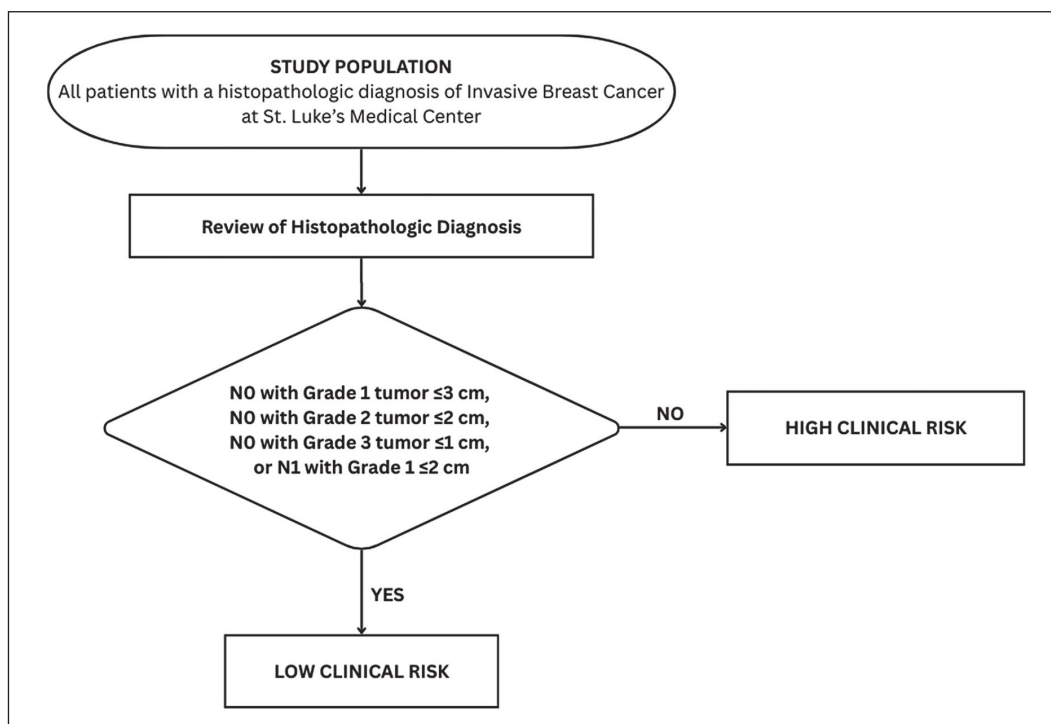 STUDY POPULATION
All patients with a histopathologic diagnosis of Invasive Breast Cancer
at St. Luke's Medical Center
Review of Histopathologic Diagnosis
N0 with Grade 1 tumor ≤3 cm,
N0 with Grade 2 tumor ≤2 cm,
N0 with Grade 3 tumor ≤1 cm,
or N1 with Grade 1 ≤2 cm
NO
HIGH CLINICAL RISK
YES
LOW CLINICAL RISK